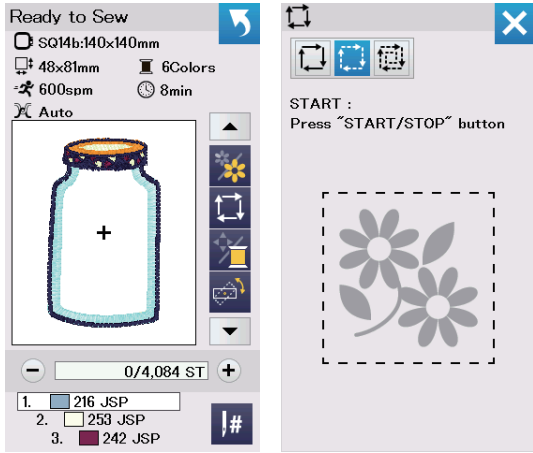 Ready to Sew
SQ14b:140x140mm
48x81mm 6Colors
600spm 8min
Auto
0/4,084 ST
1. 216 JSP
2. 253 JSP
3. 242 JSP
#
START :
Press "START/STOP" button